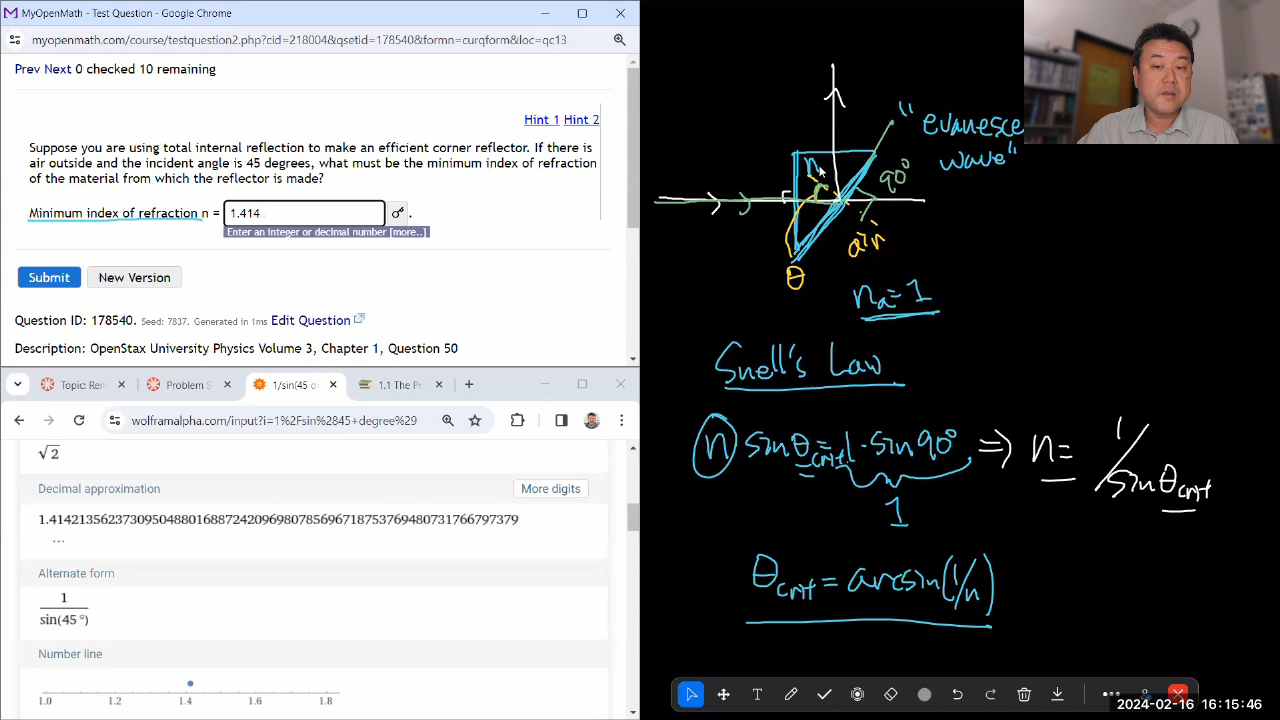 MyOpenMath - Test Question - Google Chrome
myopenmath.com/course/testquestion2.php?cid=218004&qsetid=178540&formn=curqform&loc=qc13
Prev Next 0 checked 10 remaining
Hint 1 Hint 2
Suppose you are using total internal reflection to make an efficient corner reflector. If there is
air outside and the incident angle is 45 degrees, what must be the minimum index of refraction
of the material from which the reflector is made?
Minimum index of refraction n = 1.414 .
Enter an integer or decimal number [more..]
Submit New Version
Question ID: 178540. Seed: 7837. Generated in 1ms Edit Question
Description: OpenStax University Physics Volume 3, Chapter 1, Question 50
Topic Re Problem S 1/sin(45 d 1.1 The Pr
wolframalpha.com/input?i=1%2Fsin%2845+degree%29
√2
Decimal approximation
More digits
...
Alternate form
1
sin(45°)
Number line
1.0 1.2 1.4 1.6 1.8
"evanesce
wave"
n
90°
air
θ
nₐ=1
Snell's Law
n sinθcrit = 1·sin90° ⇒ n= 1/sinθcrit
1
θcrit = arcsin(1/n)
T
2024-02-16 16:15:46